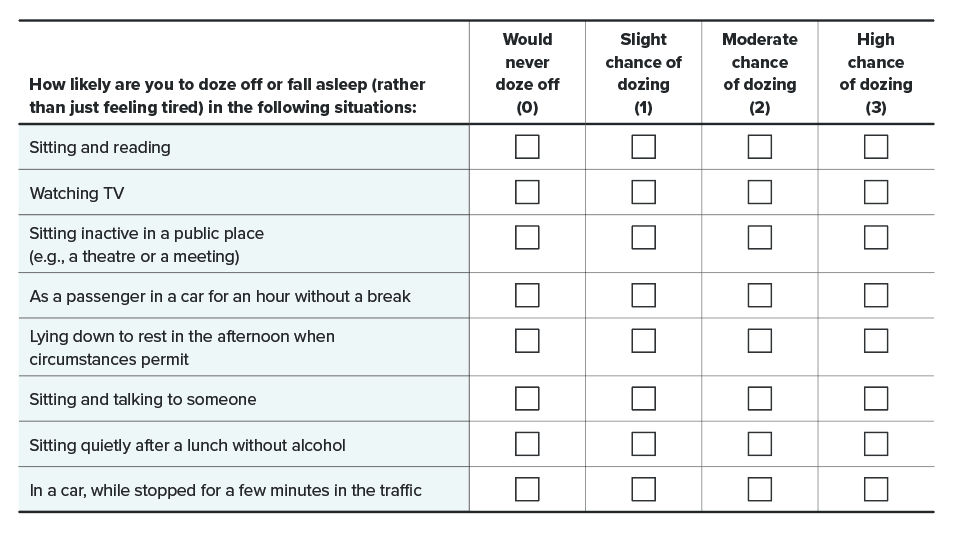 How likely are you to doze off or fall asleep (rather
than just feeling tired) in the following situations:
Would
never
doze off
(0)
Slight
chance of
dozing
(1)
Moderate
chance
of dozing
(2)
High
chance
of dozing
(3)
Sitting and reading
Watching TV
Sitting inactive in a public place
(e.g., a theatre or a meeting)
As a passenger in a car for an hour without a break
Lying down to rest in the afternoon when
circumstances permit
Sitting and talking to someone
Sitting quietly after a lunch without alcohol
In a car, while stopped for a few minutes in the traffic